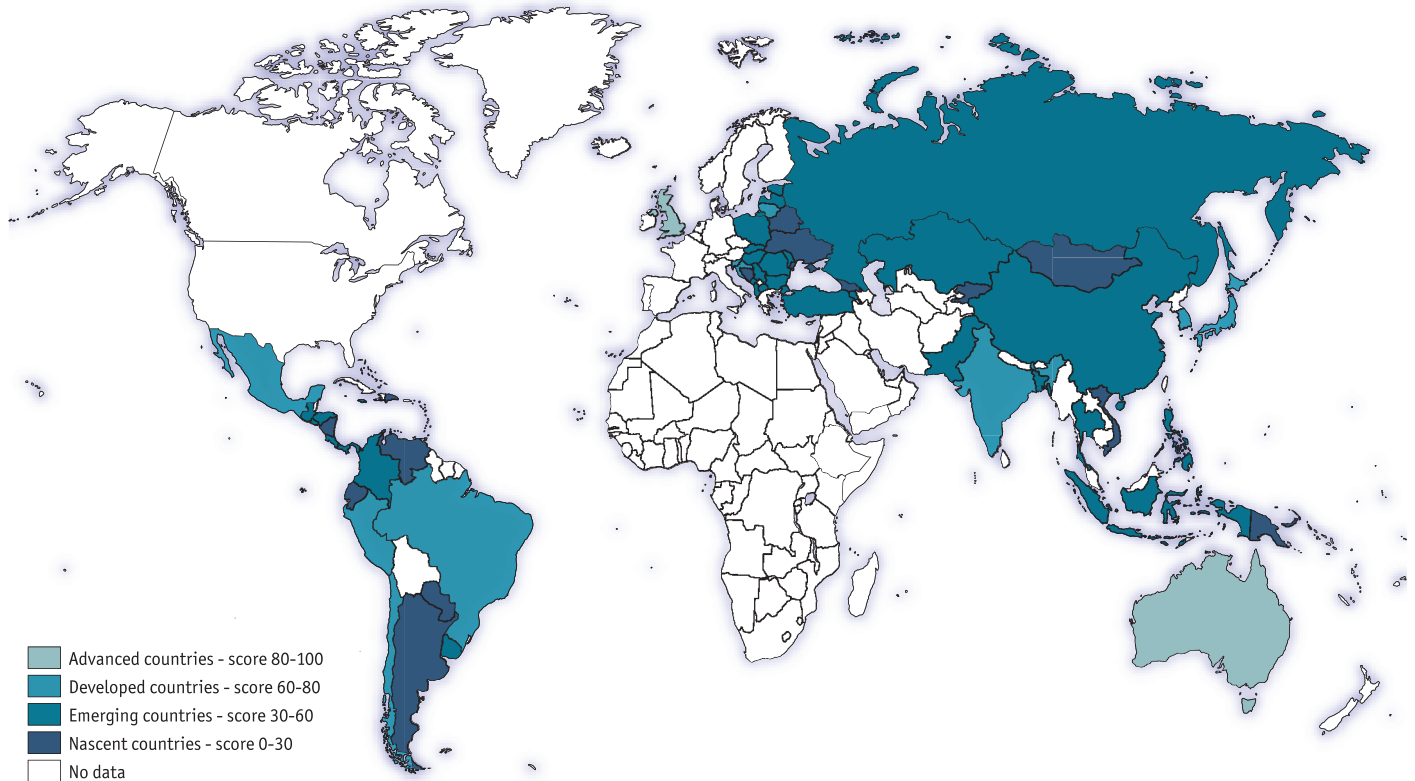 Advanced countries - score 80-100
Developed countries - score 60-80
Emerging countries - score 30-60
Nascent countries - score 0-30
No data